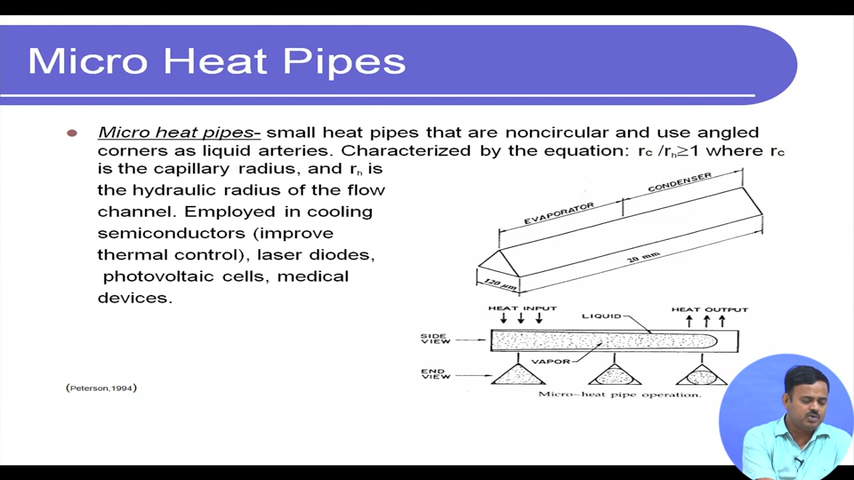 Micro Heat Pipes
Micro heat pipes- small heat pipes that are noncircular and use angled
corners as liquid arteries. Characterized by the equation: rc /rh≥1 where rc
is the capillary radius, and rh is
the hydraulic radius of the flow
channel. Employed in cooling
semiconductors (improve
thermal control), laser diodes,
photovoltaic cells, medical
devices.
EVAPORATOR
CONDENSER
120 μm
20 mm
HEAT INPUT
LIQUID
HEAT OUTPUT
SIDE
VIEW
VAPOR
END
VIEW
Micro-heat pipe operation.
(Peterson,1994)